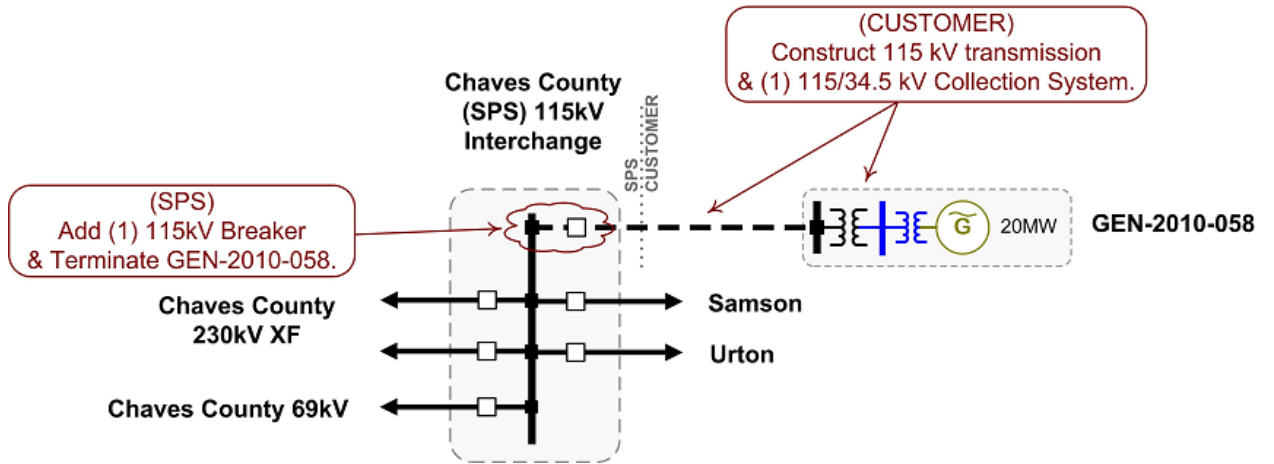 (CUSTOMER)
Construct 115 kV transmission
& (1) 115/34.5 kV Collection System.
Chaves County
(SPS) 115kV
Interchange
SPS
CUSTOMER
(SPS)
Add (1) 115kV Breaker
& Terminate GEN-2010-058.
G
20MW
GEN-2010-058
Chaves County
230kV XF
Samson
Urton
Chaves County 69kV